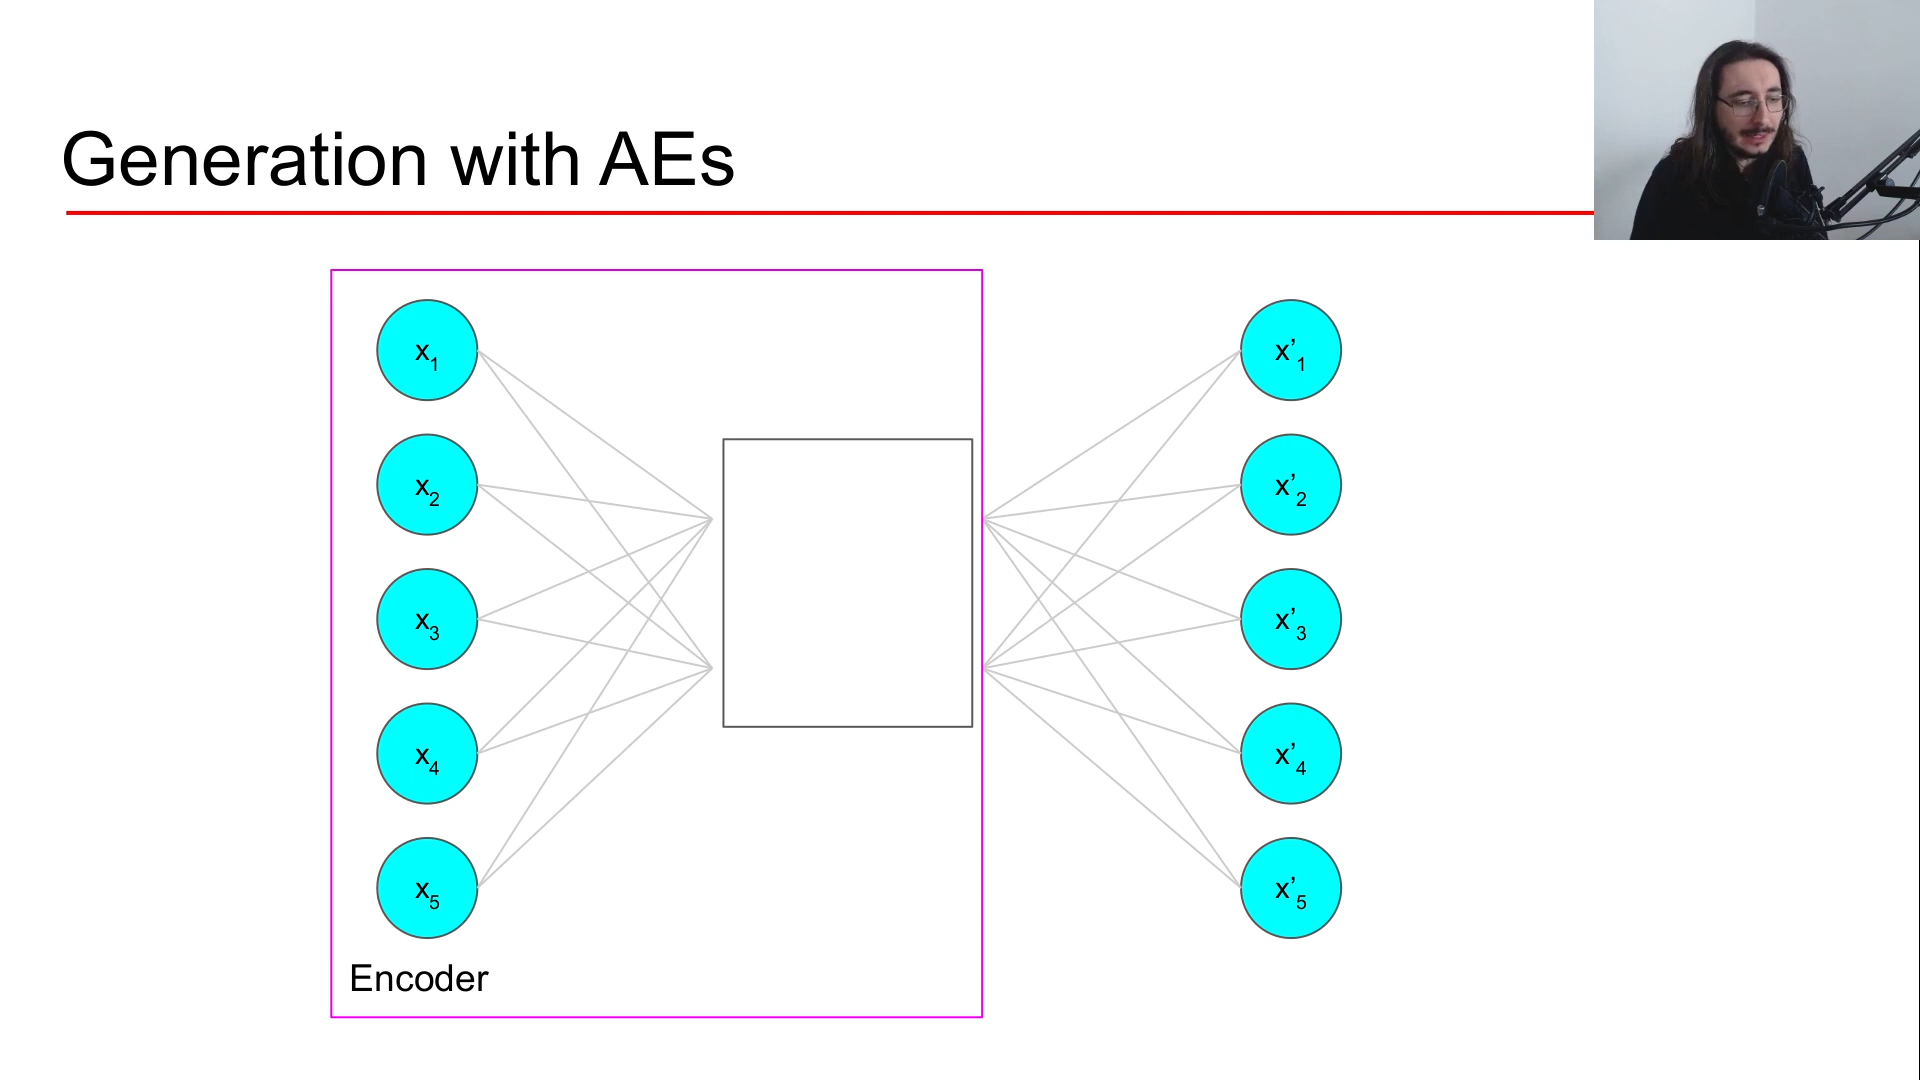 Generation with AEs
x1 x'1
x2 x'2
x3 x'3
x4 x'4
x5 x'5
Encoder